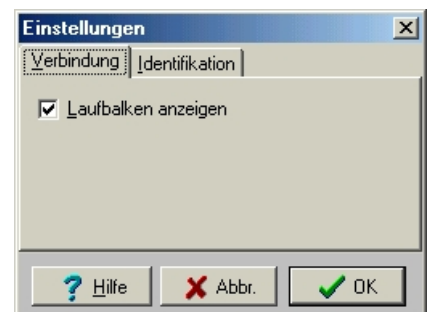 Einstellungen
Verbindung Identifikation
Laufbalken anzeigen
? Hilfe Abbr. OK